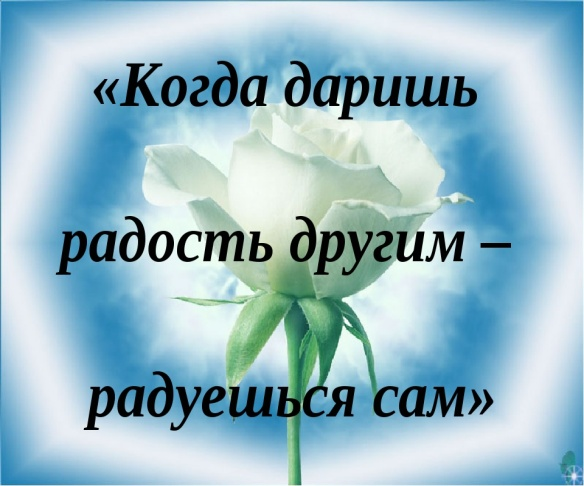 «Когда даришь
радость другим –
радуешься сам»